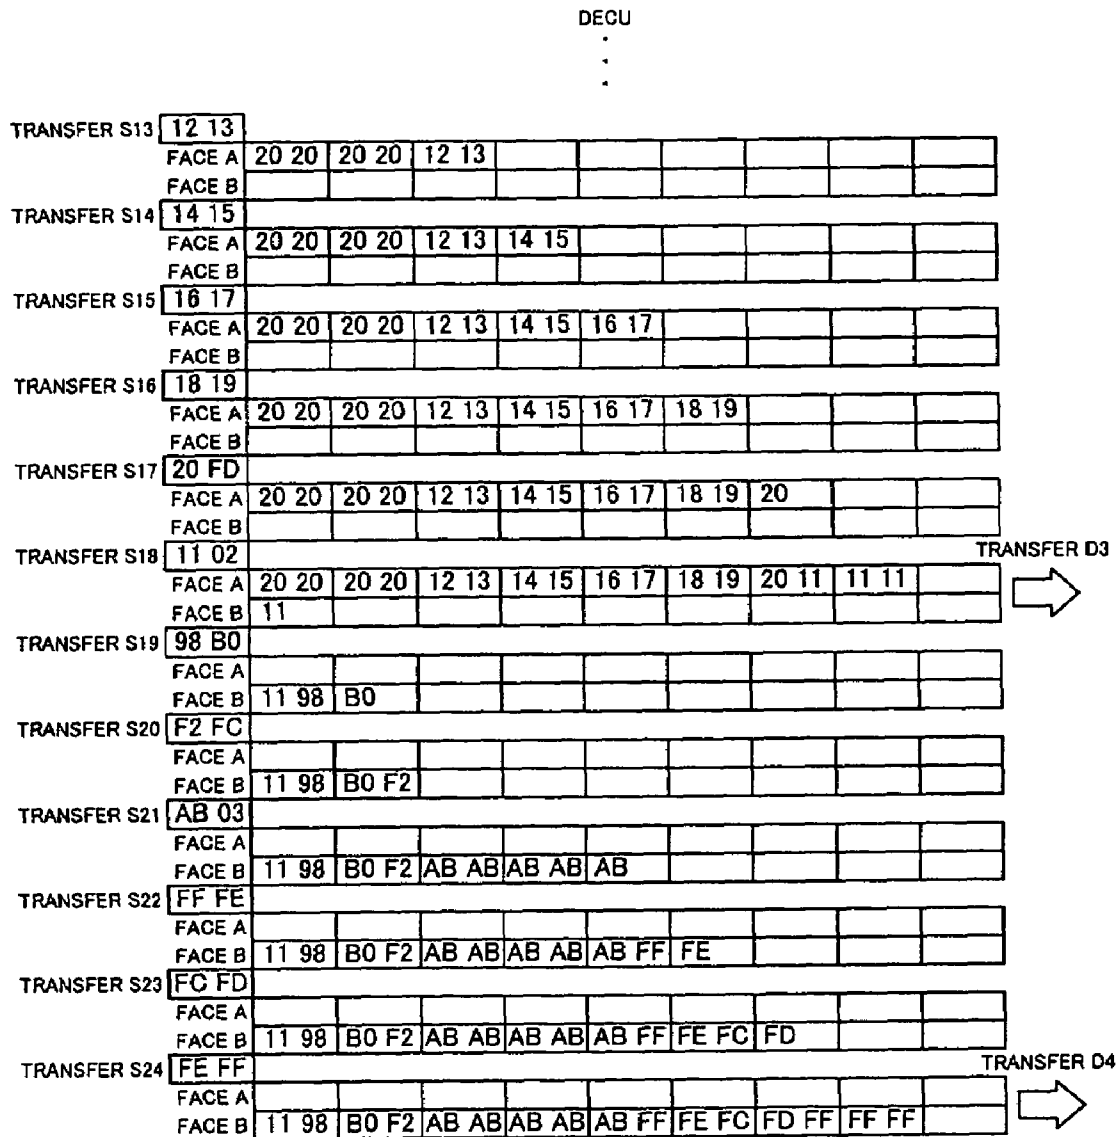 DECU
TRANSFER S13 12 13
FACE A 20 20 20 20 12 13
FACE B
TRANSFER S14 14 15
FACE A 20 20 20 20 12 13 14 15
FACE B
TRANSFER S15 16 17
FACE A 20 20 20 20 12 13 14 15 16 17
FACE B
TRANSFER S16 18 19
FACE A 20 20 20 20 12 13 14 15 16 17 18 19
FACE B
TRANSFER S17 20 FD
FACE A 20 20 20 20 12 13 14 15 16 17 18 19 20
FACE B
TRANSFER S18 11 02 TRANSFER D3
FACE A 20 20 20 20 12 13 14 15 16 17 18 19 20 11 11 11
FACE B 11
TRANSFER S19 98 B0
FACE A
FACE B 11 98 B0
TRANSFER S20 F2 FC
FACE A
FACE B 11 98 B0 F2
TRANSFER S21 AB 03
FACE A
FACE B 11 98 B0 F2 AB AB AB AB AB
TRANSFER S22 FF FE
FACE A
FACE B 11 98 B0 F2 AB AB AB AB AB FF FE
TRANSFER S23 FC FD
FACE A
FACE B 11 98 B0 F2 AB AB AB AB AB FF FE FC FD
TRANSFER S24 FE FF TRANSFER D4
FACE A
FACE B 11 98 B0 F2 AB AB AB AB AB FF FE FC FD FF FF FF